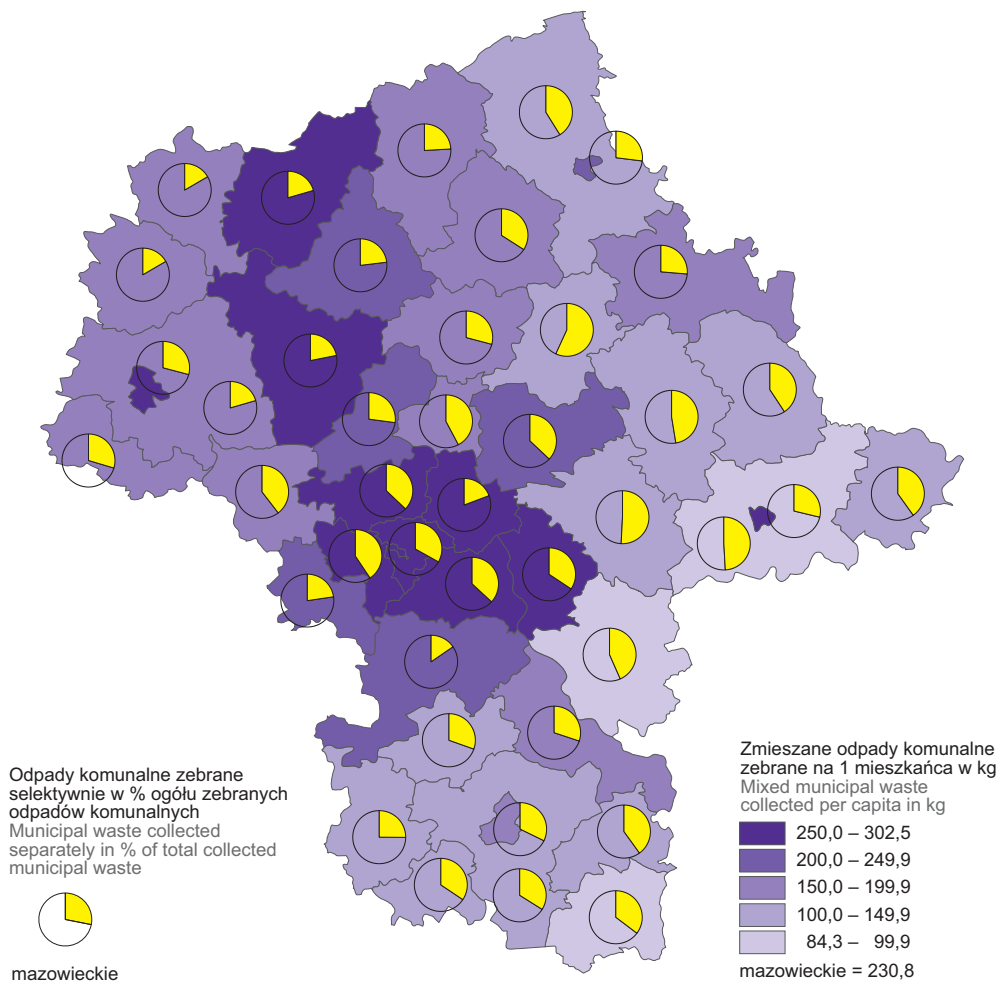 Odpady komunalne zebrane
selektywnie w % ogółu zebranych
odpadów komunalnych
Municipal waste collected
separately in % of total collected
municipal waste
mazowieckie
Zmieszane odpady komunalne
zebrane na 1 mieszkańca w kg
Mixed municipal waste
collected per capita in kg
250,0 – 302,5
200,0 – 249,9
150,0 – 199,9
100,0 – 149,9
84,3 – 99,9
mazowieckie = 230,8